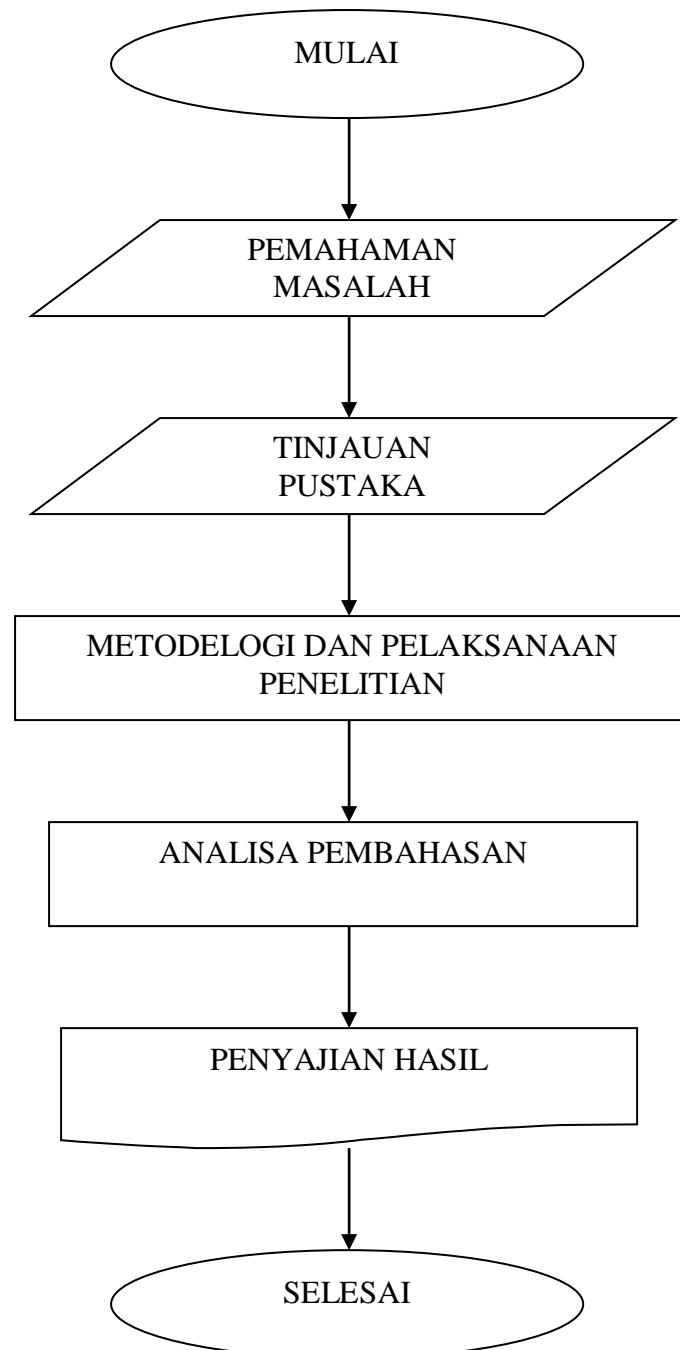 MULAI
PEMAHAMAN
MASALAH
TINJAUAN
PUSTAKA
METODELOGI DAN PELAKSANAAN
PENELITIAN
ANALISA PEMBAHASAN
PENYAJIAN HASIL
SELESAI